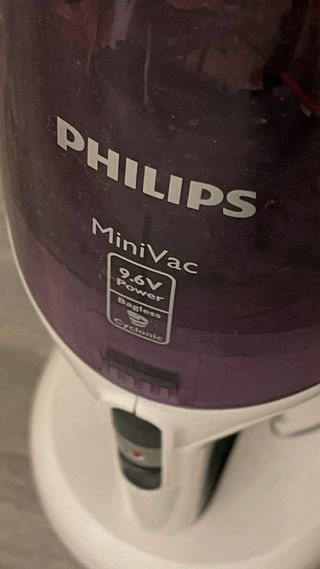 PHILIPS
MiniVac
9.6V
Power
Bagless
Cyclonic